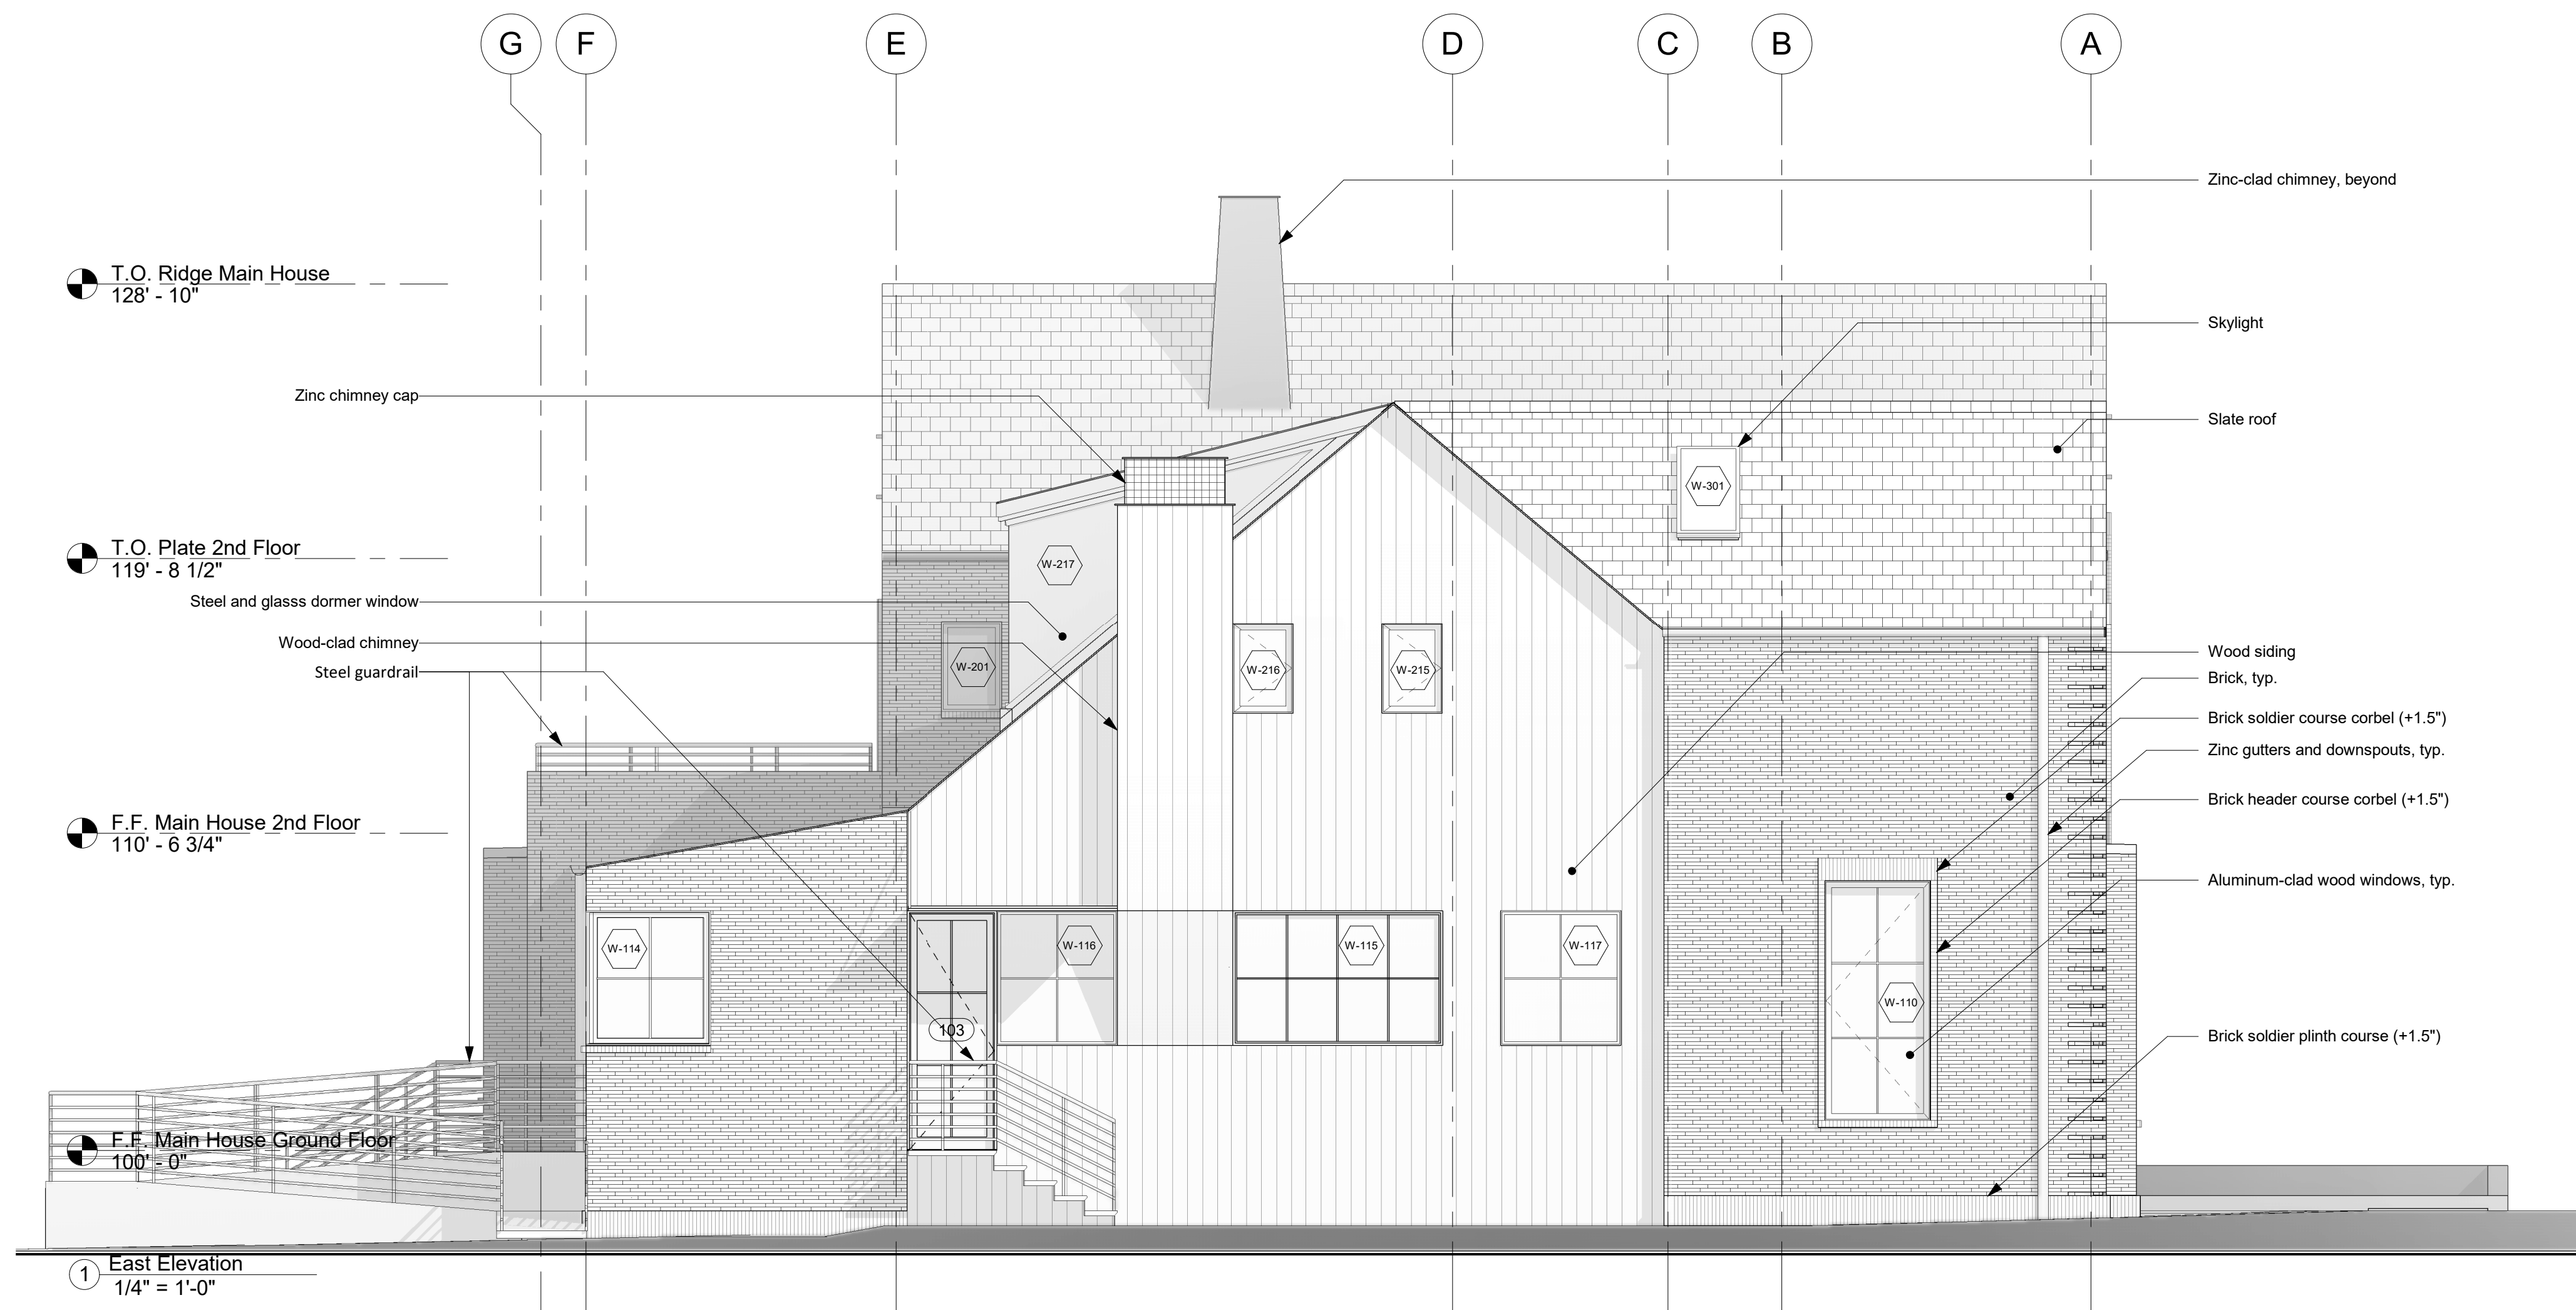 G F E D C B A
Zinc-clad chimney, beyond
T.O. Ridge Main House
128' - 10"
Skylight
Zinc chimney cap
Slate roof
W-301
T.O. Plate 2nd Floor
119' - 8 1/2"
W-217
Steel and glasss dormer window
Wood-clad chimney
Wood siding
Steel guardrail
W-201
W-216
W-215
Brick, typ.
Brick soldier course corbel (+1.5")
Zinc gutters and downspouts, typ.
Brick header course corbel (+1.5")
F.F. Main House 2nd Floor
110' - 6 3/4"
Aluminum-clad wood windows, typ.
W-114
W-116
W-115
W-117
W-110
103
Brick soldier plinth course (+1.5")
F.F. Main House Ground Floor
100' - 0"
1 East Elevation
1/4" = 1'-0"